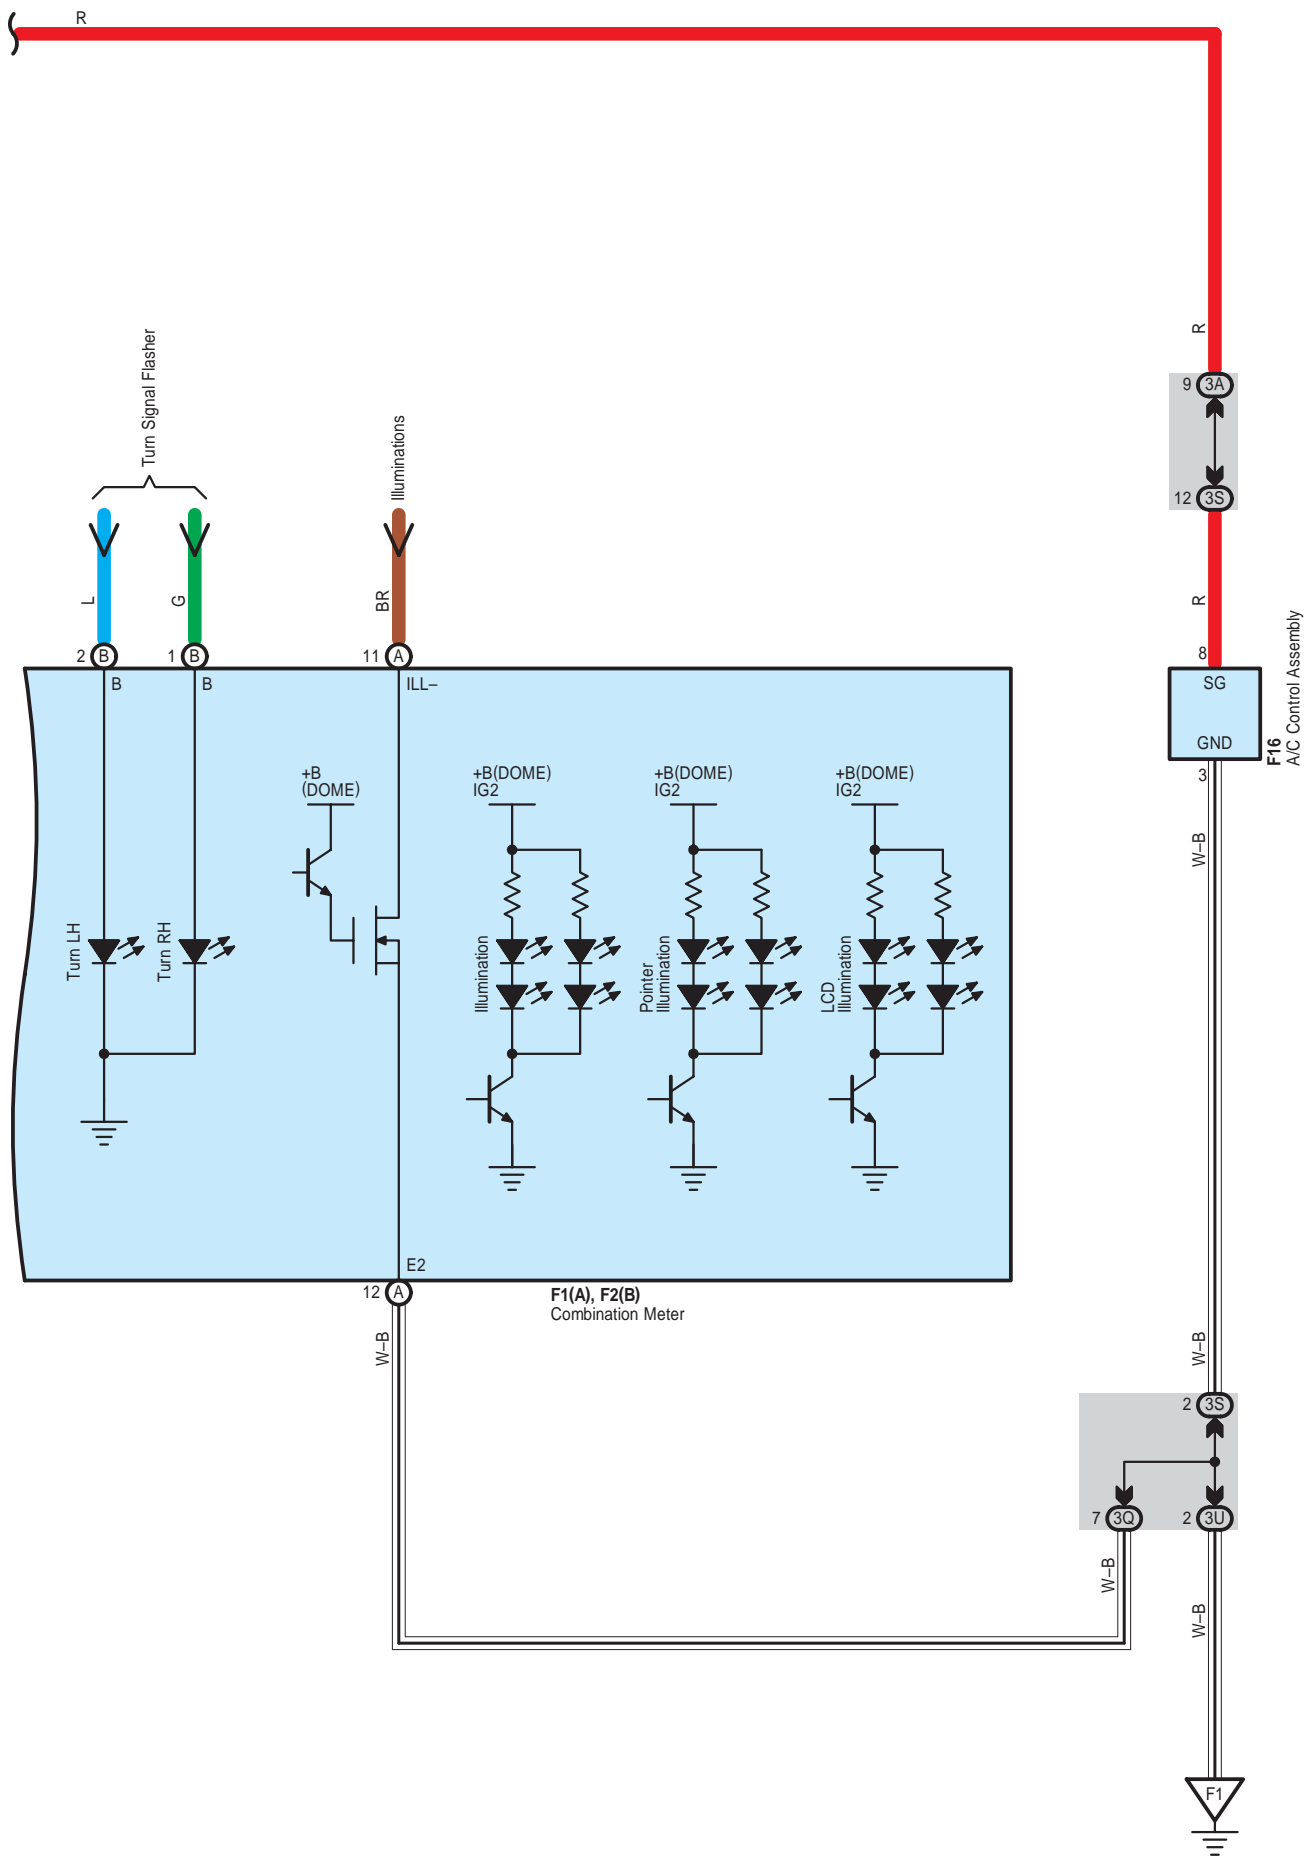 R
R
9 3A
12 3S
R
8
SG
GND
3
F16
A/C Control Assembly
W–B
Turn Signal Flasher
Illuminations
L
G
BR
2 B
1 B
11 A
B
B
ILL–
+B
(DOME)
+B(DOME)
IG2
+B(DOME)
IG2
+B(DOME)
IG2
Turn LH
Turn RH
Illumination
Pointer
Illumination
LCD
Illumination
E2
12 A
F1(A), F2(B)
Combination Meter
W–B
W–B
2 3S
7 3Q
2 3U
W–B
W–B
F1